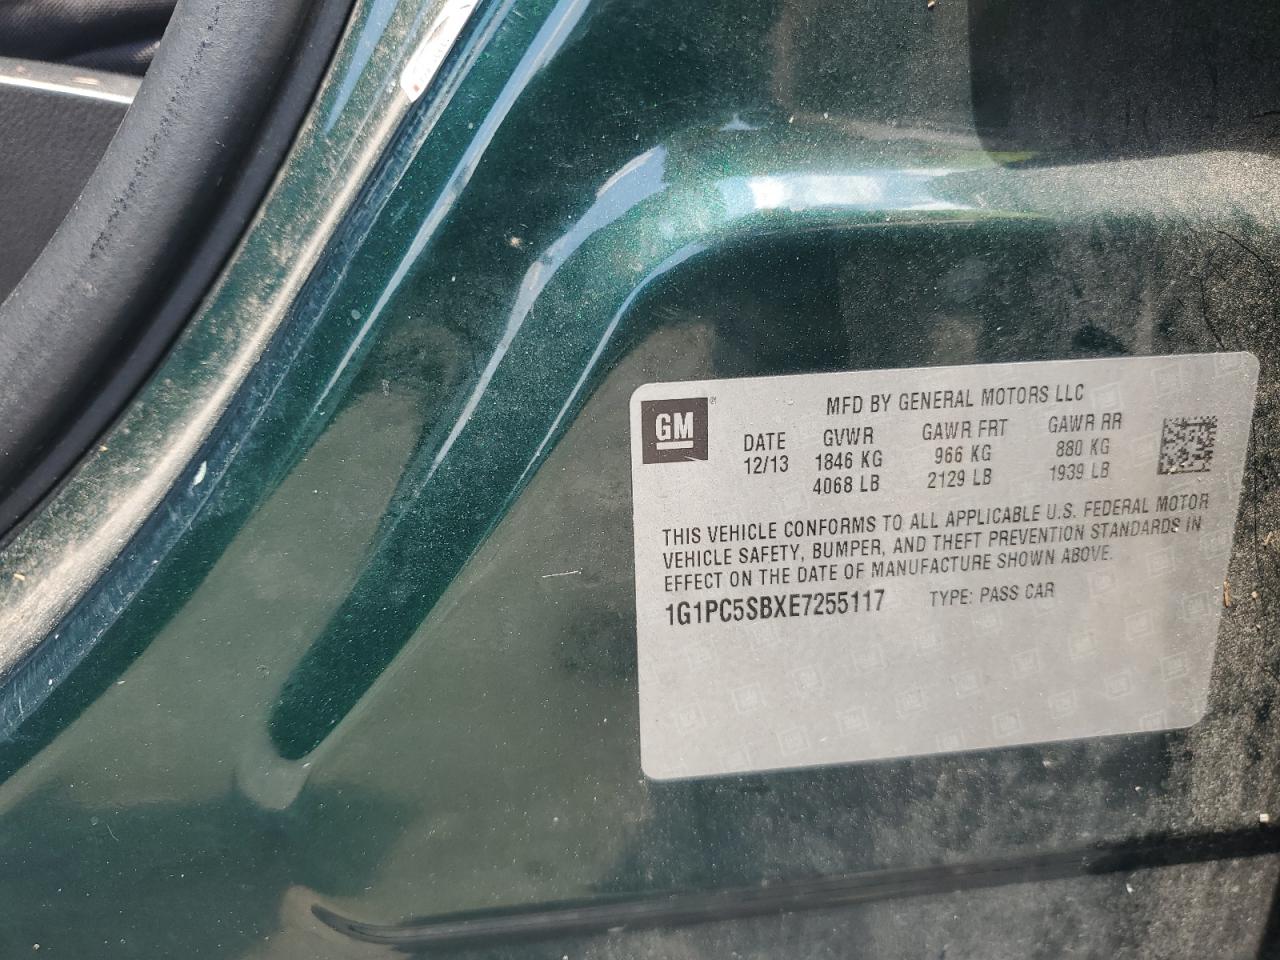 GM
MFD BY GENERAL MOTORS LLC
DATE GVWR GAWR FRT GAWR RR
12/13 1846 KG 966 KG 880 KG
4068 LB 2129 LB 1939 LB
THIS VEHICLE CONFORMS TO ALL APPLICABLE U.S. FEDERAL MOTOR
VEHICLE SAFETY, BUMPER, AND THEFT PREVENTION STANDARDS IN
EFFECT ON THE DATE OF MANUFACTURE SHOWN ABOVE.
1G1PC5SBXE7255117 TYPE: PASS CAR